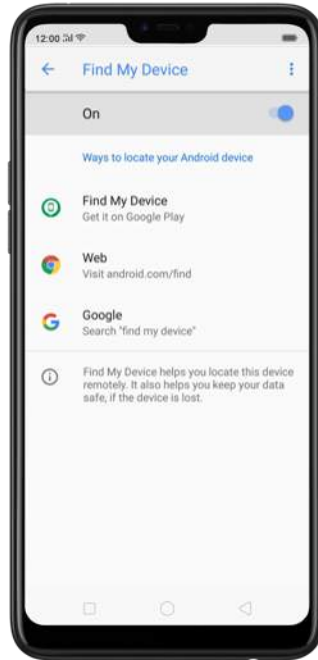 12:00
Find My Device
On
Ways to locate your Android device
Find My Device
Get it on Google Play
Web
Visit android.com/find
Google
Search "find my device"
Find My Device helps you locate this device
remotely. It also helps you keep your data
safe, if the device is lost.